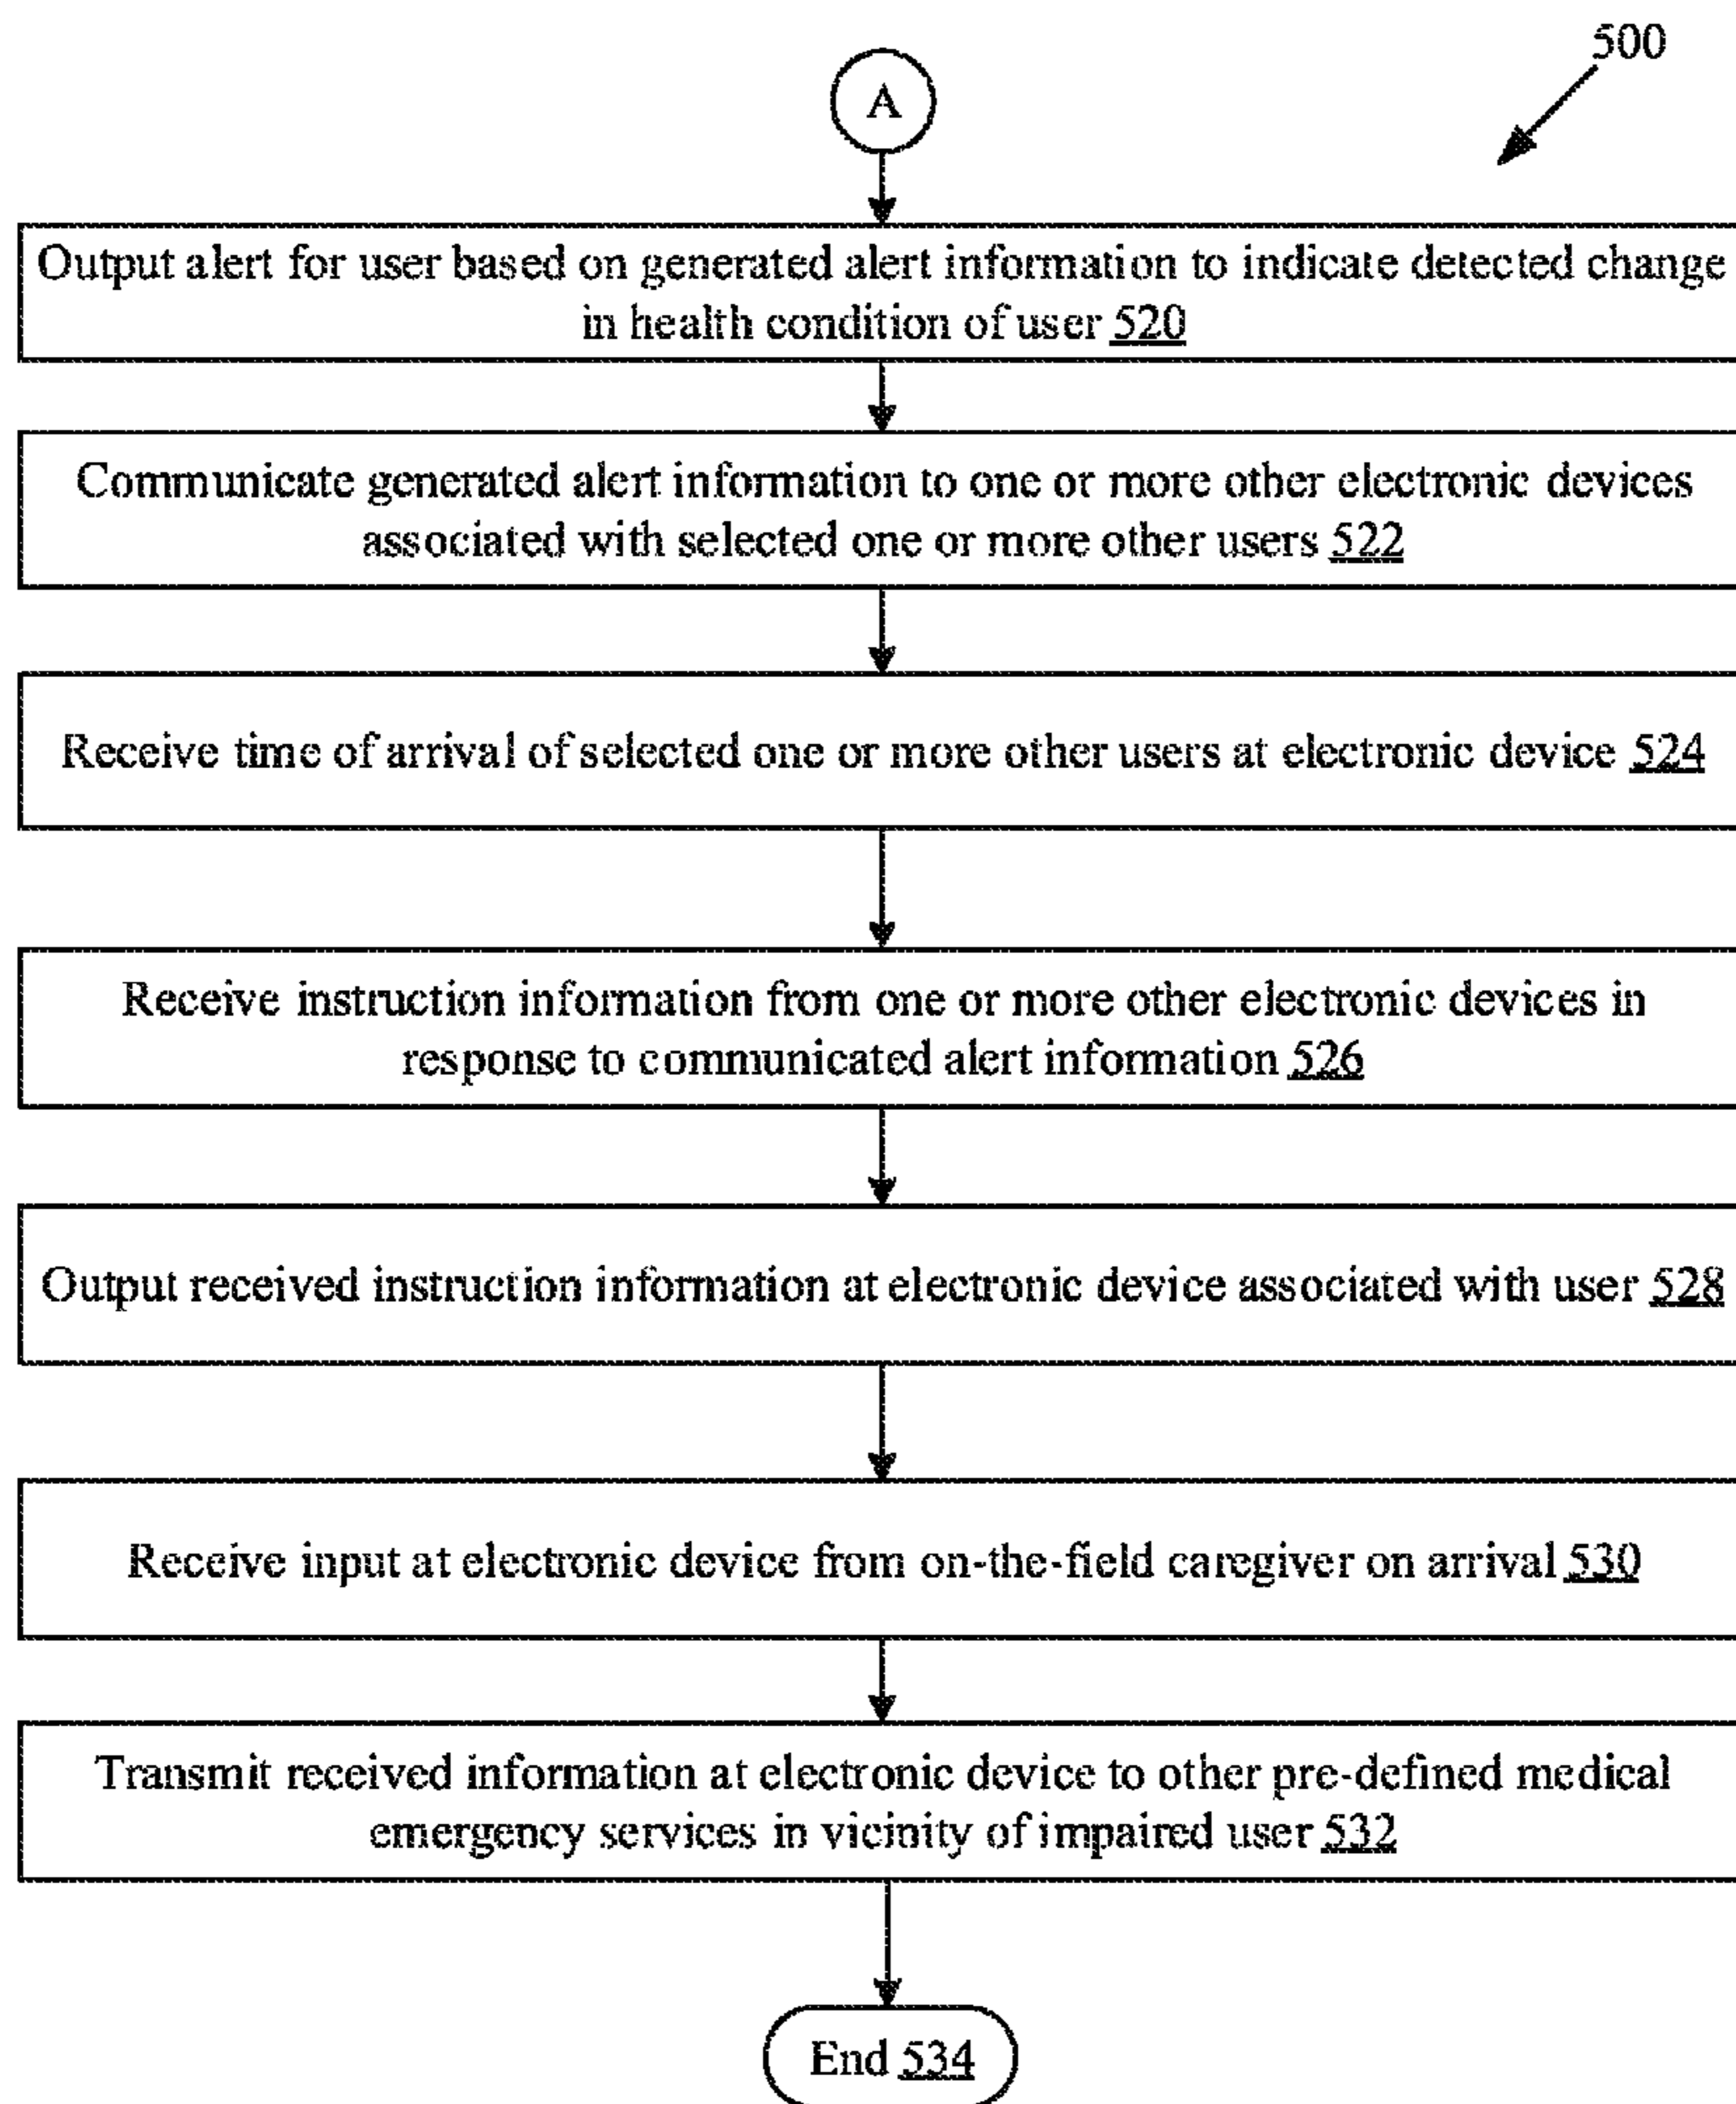 500
A
Output alert for user based on generated alert information to indicate detected change
in health condition of user 520
Communicate generated alert information to one or more other electronic devices
associated with selected one or more other users 522
Receive time of arrival of selected one or more other users at electronic device 524
Receive instruction information from one or more other electronic devices in
response to communicated alert information 526
Output received instruction information at electronic device associated with user 528
Receive input at electronic device from on-the-field caregiver on arrival 530
Transmit received information at electronic device to other pre-defined medical
emergency services in vicinity of impaired user 532
End 534